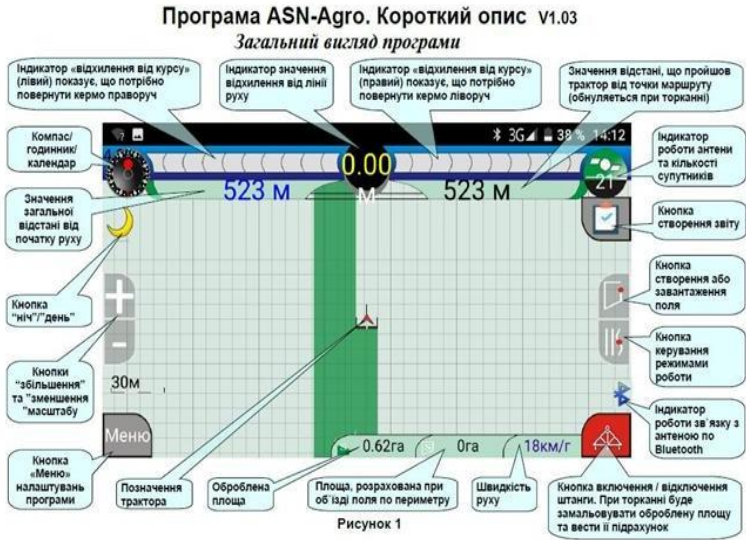 Програма ASN-Agro. Короткий опис V1.03
Загальний вигляд програми
Індикатор «відхилення від курсу»
(лівий) показує, що потрібно
повернути кермо праворуч
Індикатор значення
відхилення від лінії
руху
Індикатор «відхилення від курсу»
(правий) показує, що потрібно
повернути кермо ліворуч
Значення відстані, що пройшов
трактор від точки маршруту
(обнуляється при торканні)
Компас/
годинник/
календар
3G 38 % 14:12
0.00
м
523 м
523 м
21
Індикатор
роботи антени
та кількості
супутників
Значення
загальної
відстані від
початку руху
Кнопка
створення звіту
Кнопка
"ніч"/"день"
Кнопка
створення або
завантаження
поля
Кнопки
"збільшення"
та "зменшення
"масштабу
Кнопка
керування
режимами
роботи
30м
Меню
Індикатор
роботи зв`язку з
антеною по
Bluetooth
0.62га
0га
18км/г
Кнопка
«Меню»
налаштувань
програми
Позначення
трактора
Оброблена
площа
Площа, розрахована при
об`їзді поля по периметру
Швидкість
руху
Кнопка включення / відключення
штанги. При торканні буде
замальовувати оброблену площу
та вести її підрахунок
Рисунок 1